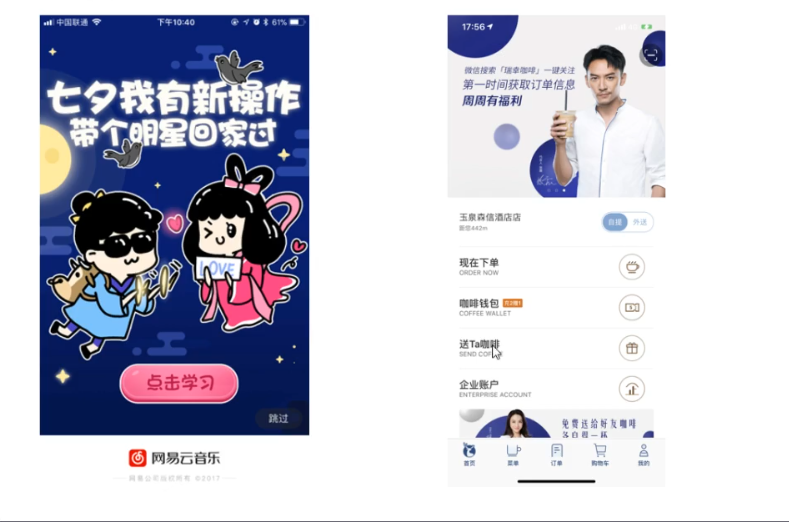 中国联通
下午10:40
61%
七夕我有新操作
带个明星回家过
LOVE
点击学习
跳过
网易云音乐
网易公司版权所有 ©2017
17:56
微信搜索「瑞幸咖啡」一键关注
第一时间获取订单信息
周周有福利
玉泉森信酒店店
距您442m
自提 外送
现在下单
ORDER NOW
咖啡钱包
COFFEE WALLET
送Ta咖啡
SEND
企业账户
ENTERPRISE ACCOUNT
免费送给好友咖啡
各自得一杯
首页 菜单 订单 购物车 我的